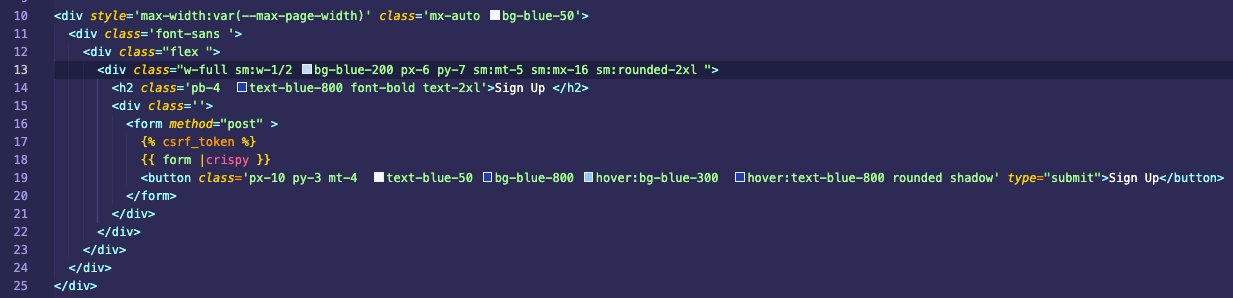 10 <div style='max-width:var(--max-page-width)' class='mx-auto bg-blue-50'>
11 <div class='font-sans '>
12 <div class="flex ">
13 <div class="w-full sm:w-1/2 bg-blue-200 px-6 py-7 sm:mt-5 sm:mx-16 sm:rounded-2xl ">
14 <h2 class='pb-4  text-blue-800 font-bold text-2xl'>Sign Up </h2>
15 <div class=''>
16 <form method="post" >
17 {% csrf_token %}
18 {{ form |crispy }}
19 <button class='px-10 py-3 mt-4  text-blue-50 bg-blue-800 hover:bg-blue-300  hover:text-blue-800 rounded shadow' type="submit">Sign Up</button>
20 </form>
21 </div>
22 </div>
23 </div>
24 </div>
25 </div>